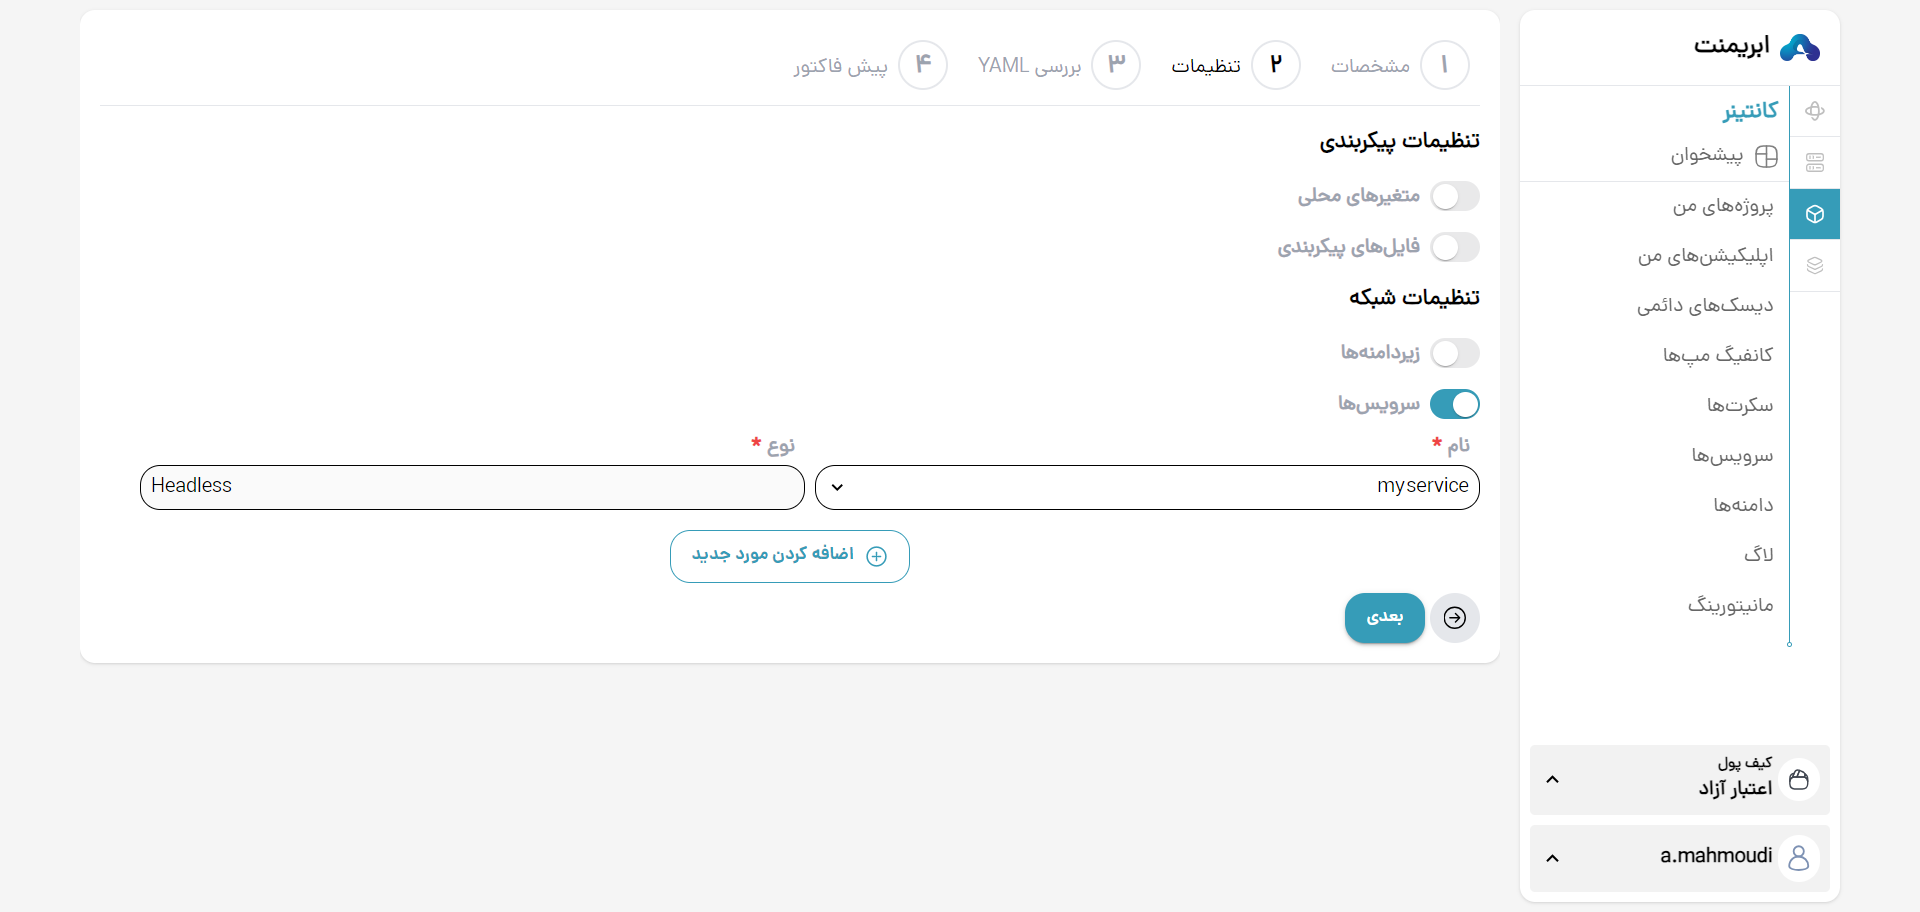 ابریمنت
کانتینر
پیشخوان
پروژه‌های من
اپلیکیشن‌های من
دیسک‌های دائمی
کانفیگ مپ‌ها
سکرت‌ها
سرویس‌ها
دامنه‌ها
لاگ
مانیتورینگ
کیف پول
اعتبار آزاد
a.mahmoudi
۱ مشخصات ۲ تنظیمات ۳ بررسی YAML ۴ پیش فاکتور
تنظیمات پیکربندی
متغیرهای محلی
فایل‌های پیکربندی
تنظیمات شبکه
زیردامنه‌ها
سرویس‌ها
نام * نوع *
myservice Headless
اضافه کردن مورد جدید
بعدی